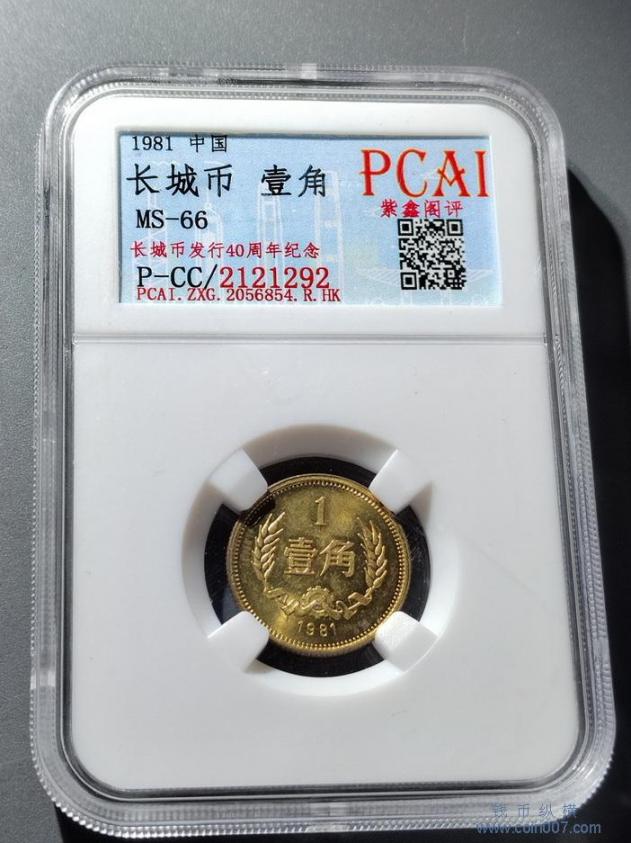 1981 中国
长城币 壹角
PCAI
紫鑫阁评
MS-66
长城币发行40周年纪念
P-CC/2121292
PCAI.ZXG.2056854.R.HK
1
壹角
1981
钱币纵横
www.coin007.com